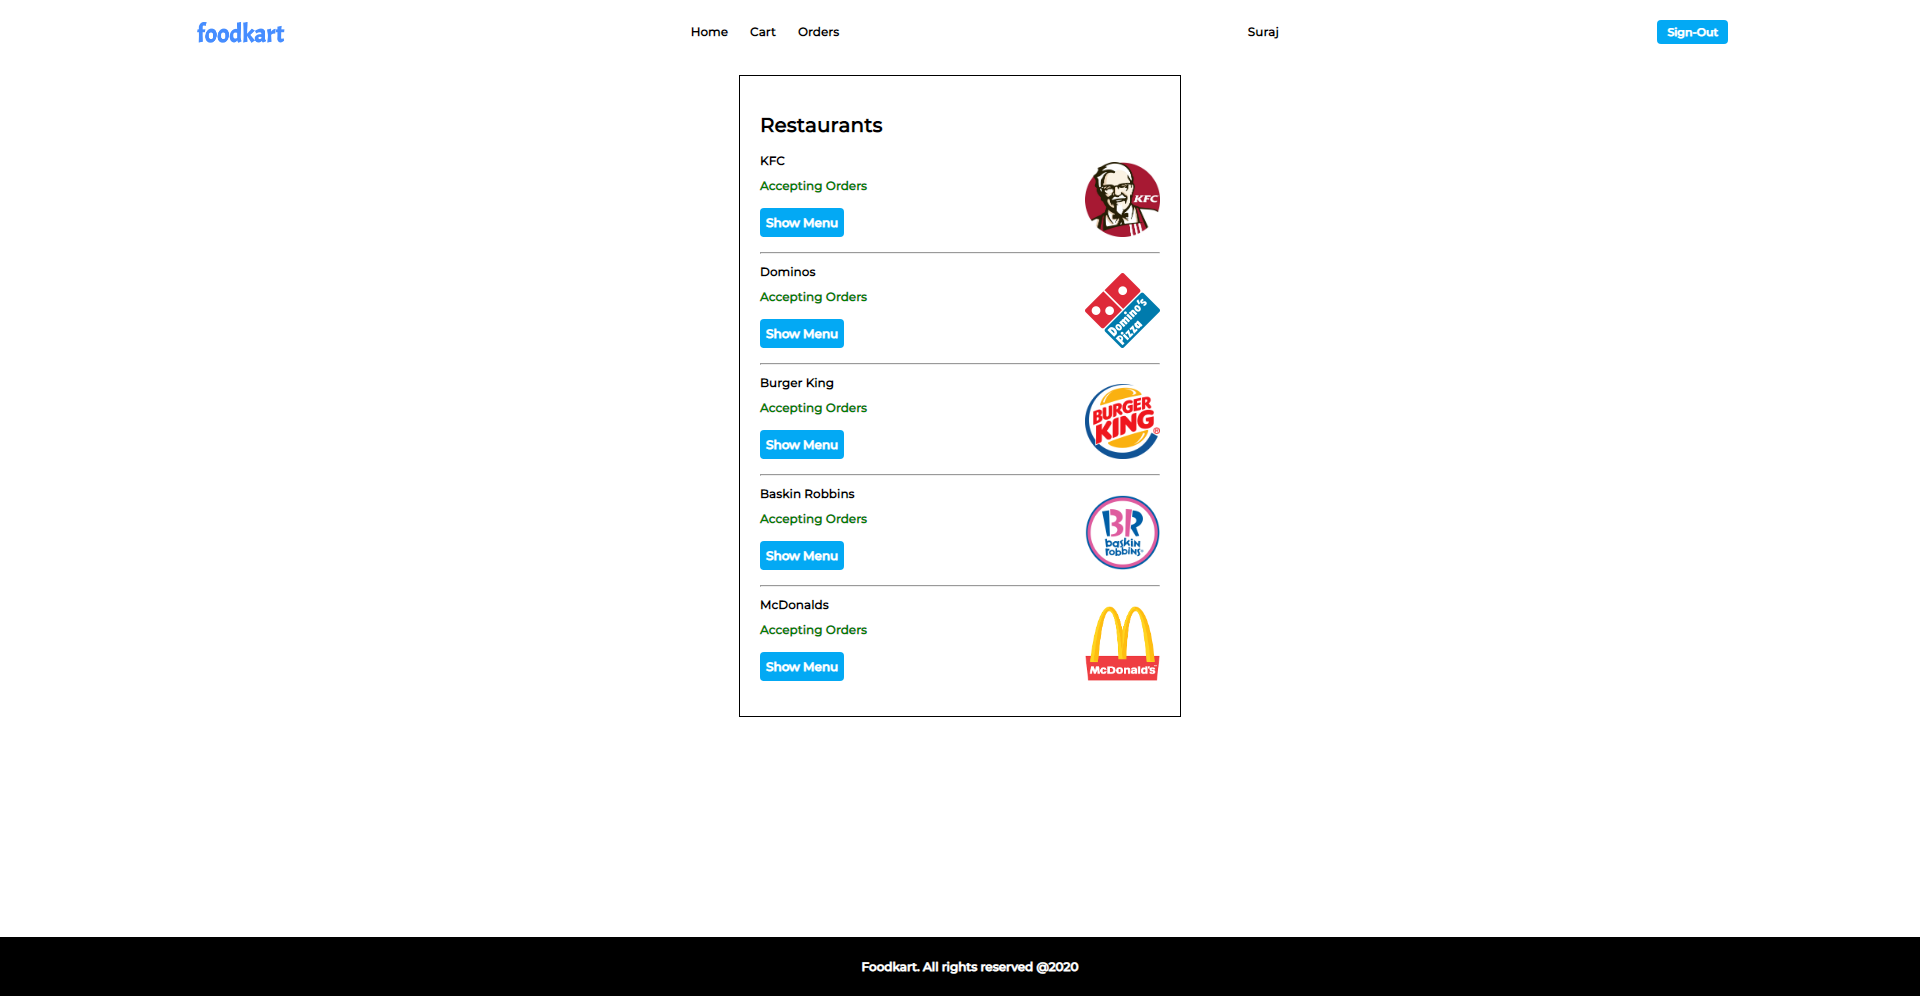 foodkart
Home Cart Orders
Suraj
Sign-Out
Restaurants
KFC
Accepting Orders
Show Menu
KFC
Dominos
Accepting Orders
Show Menu
Domino's
Pizza
Burger King
Accepting Orders
Show Menu
BURGER
KING
®
Baskin Robbins
Accepting Orders
Show Menu
BR
baskin
robbins
McDonalds
Accepting Orders
Show Menu
McDonald's
Foodkart. All rights reserved @2020